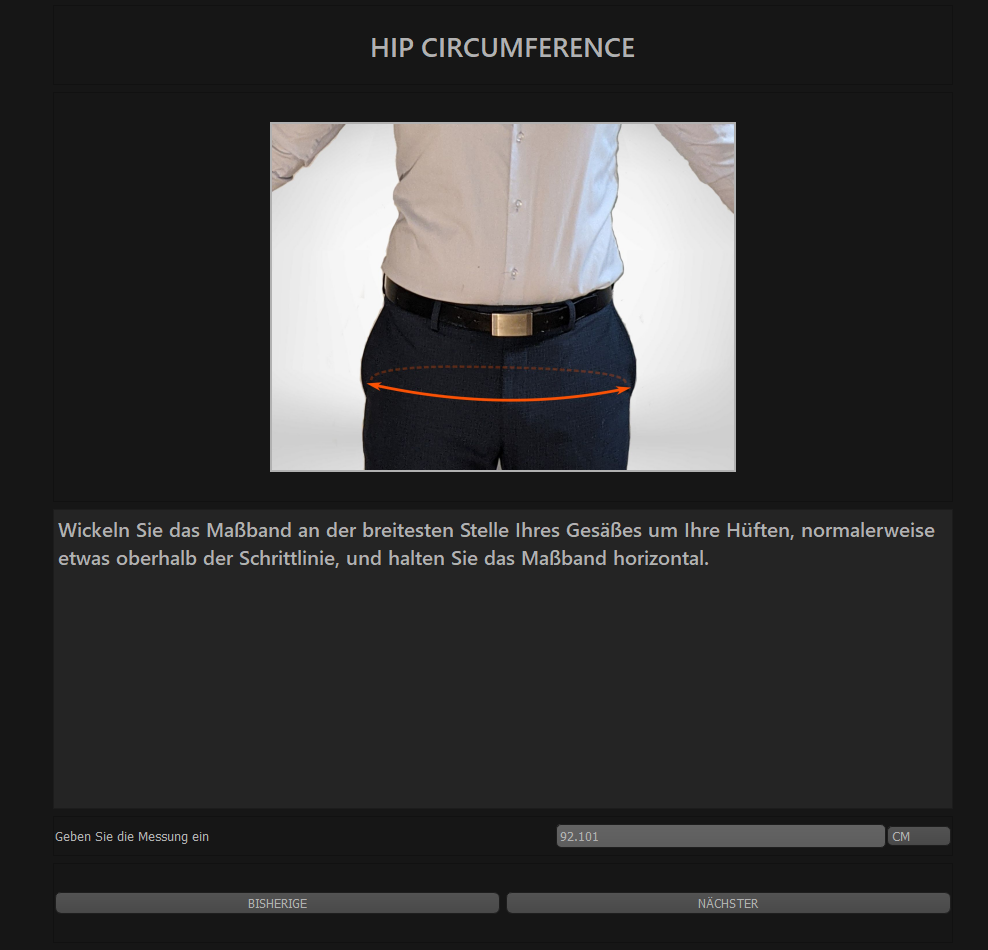 HIP CIRCUMFERENCE
Wickeln Sie das Maßband an der breitesten Stelle Ihres Gesäßes um Ihre Hüften, normalerweise
etwas oberhalb der Schrittlinie, und halten Sie das Maßband horizontal.
Geben Sie die Messung ein
92.101
CM
BISHERIGE
NÄCHSTER